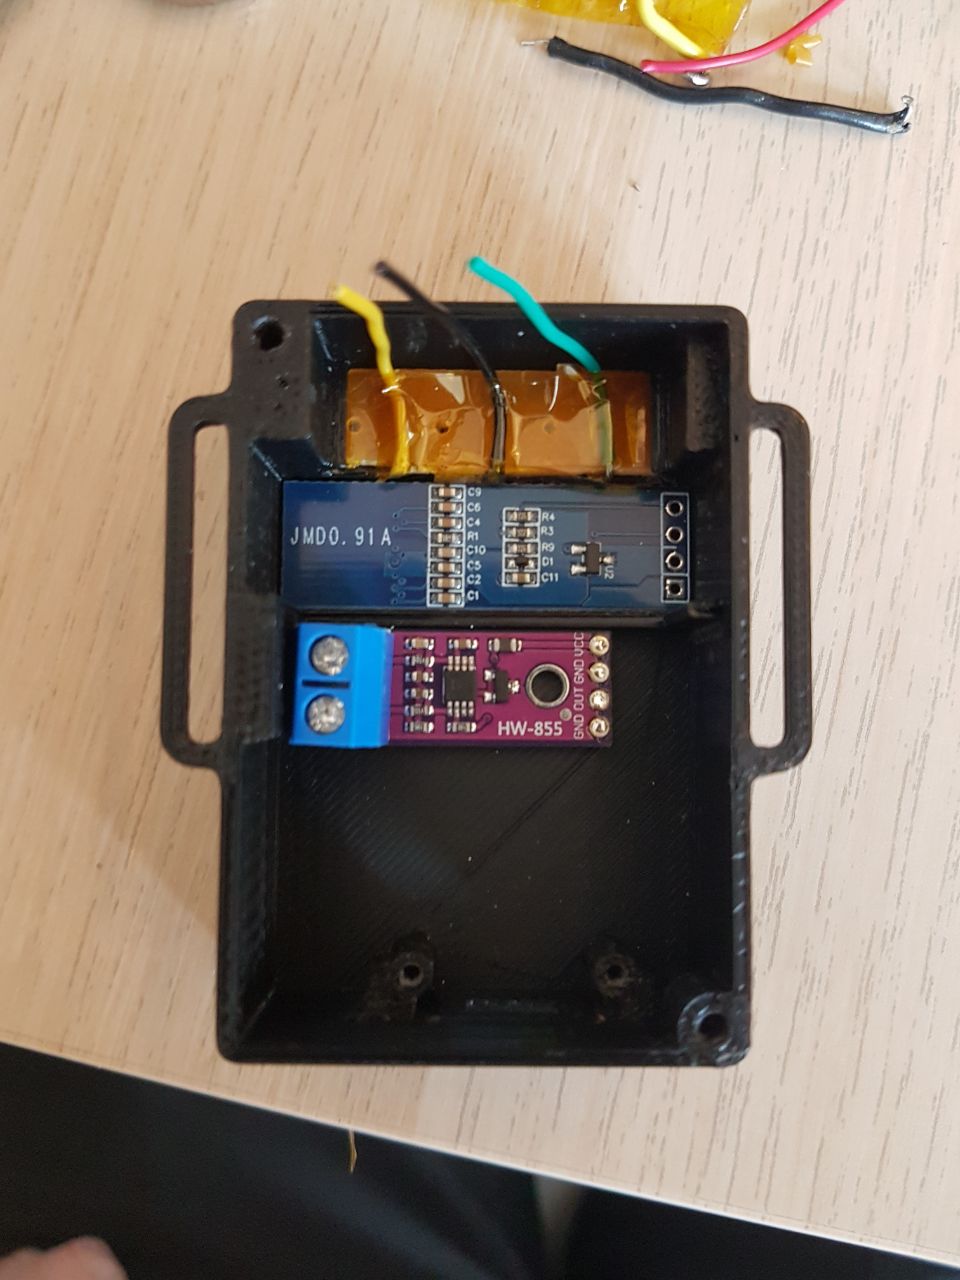 JMD0.91A
C9
C6
C4
R1
C10
C5
C2
C1
R4
R3
R9
D1
C11
U2
GND OUT GND VCC
HW-855